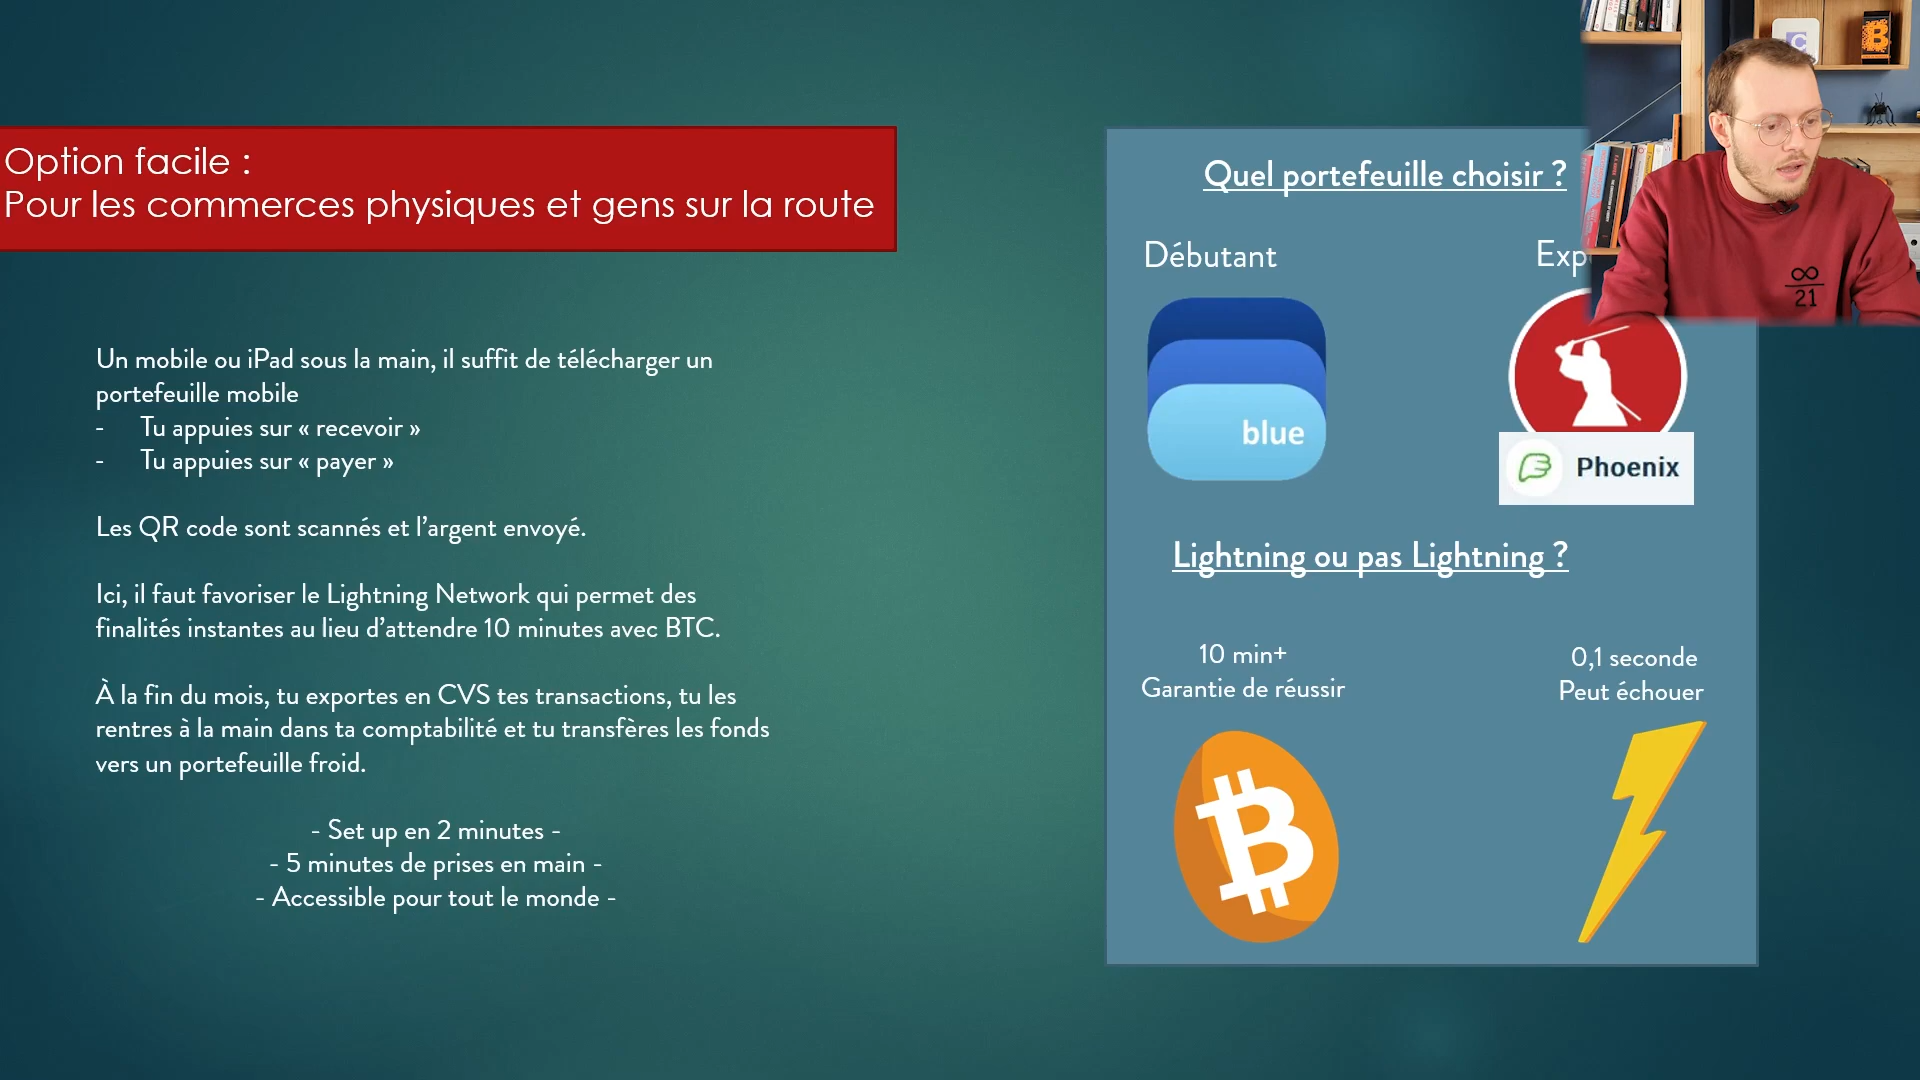 Option facile :
Pour les commerces physiques et gens sur la route
Un mobile ou iPad sous la main, il suffit de télécharger un
portefeuille mobile
- Tu appuies sur « recevoir »
- Tu appuies sur « payer »
Les QR code sont scannés et l’argent envoyé.
Ici, il faut favoriser le Lightning Network qui permet des
finalités instantes au lieu d’attendre 10 minutes avec BTC.
À la fin du mois, tu exportes en CVS tes transactions, tu les
rentres à la main dans ta comptabilité et tu transfères les fonds
vers un portefeuille froid.
- Set up en 2 minutes -
- 5 minutes de prises en main -
- Accessible pour tout le monde -
Quel portefeuille choisir ?
Débutant
Exp
blue
Phoenix
Lightning ou pas Lightning ?
10 min+
Garantie de réussir
0,1 seconde
Peut échouer
∞
21